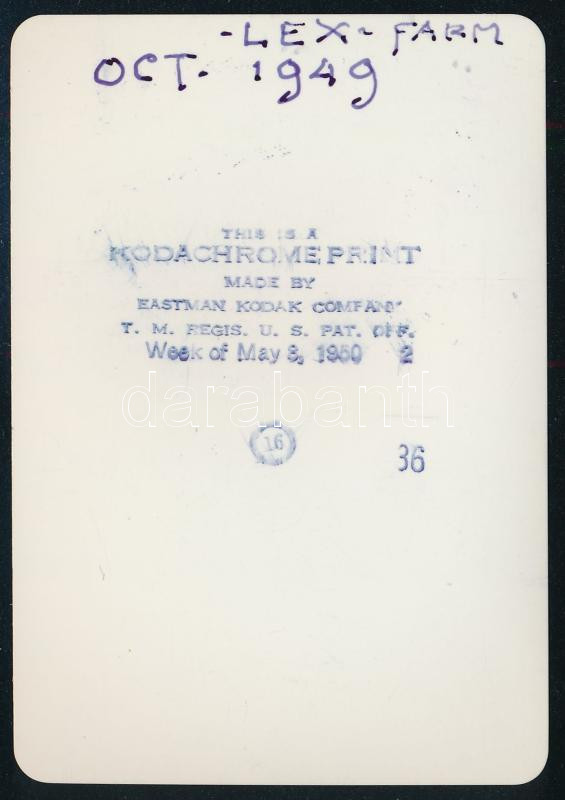 -LEX- FARM
OCT. 1949
THIS IS A
KODACHROME PRINT
MADE BY
EASTMAN KODAK COMPANY
T. M. REGIS. U. S. PAT. OFF.
Week of May 8, 1950 2
darabanth
16
36